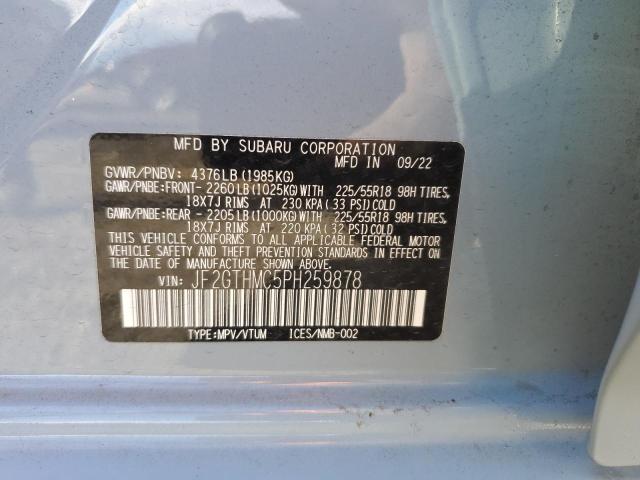 MFD BY SUBARU CORPORATION
MFD IN 09/22
GVWR/PNBV: 4376LB (1985KG)
GAWR/PNBE:FRONT- 2260 LB (1025KG) WITH 225/55R18 98H TIRES,
18X7J RIMS AT 230 KPA ( 33 PSI) COLD
GAWR/PNBE:REAR - 2205 LB (1000KG) WITH 225/55R18 98H TIRES,
18X7J RIMS AT 220 KPA ( 32 PSI) COLD
THIS VEHICLE CONFORMS TO ALL APPLICABLE FEDERAL MOTOR
VEHICLE SAFETY AND THEFT PREVENTION STANDARDS IN
EFFECT ON THE DATE OF MANUFACTURE SHOWN ABOVE.
VIN: JF2GTHMC5PH259878
TYPE:MPV/VTUM ICES/NMB-002